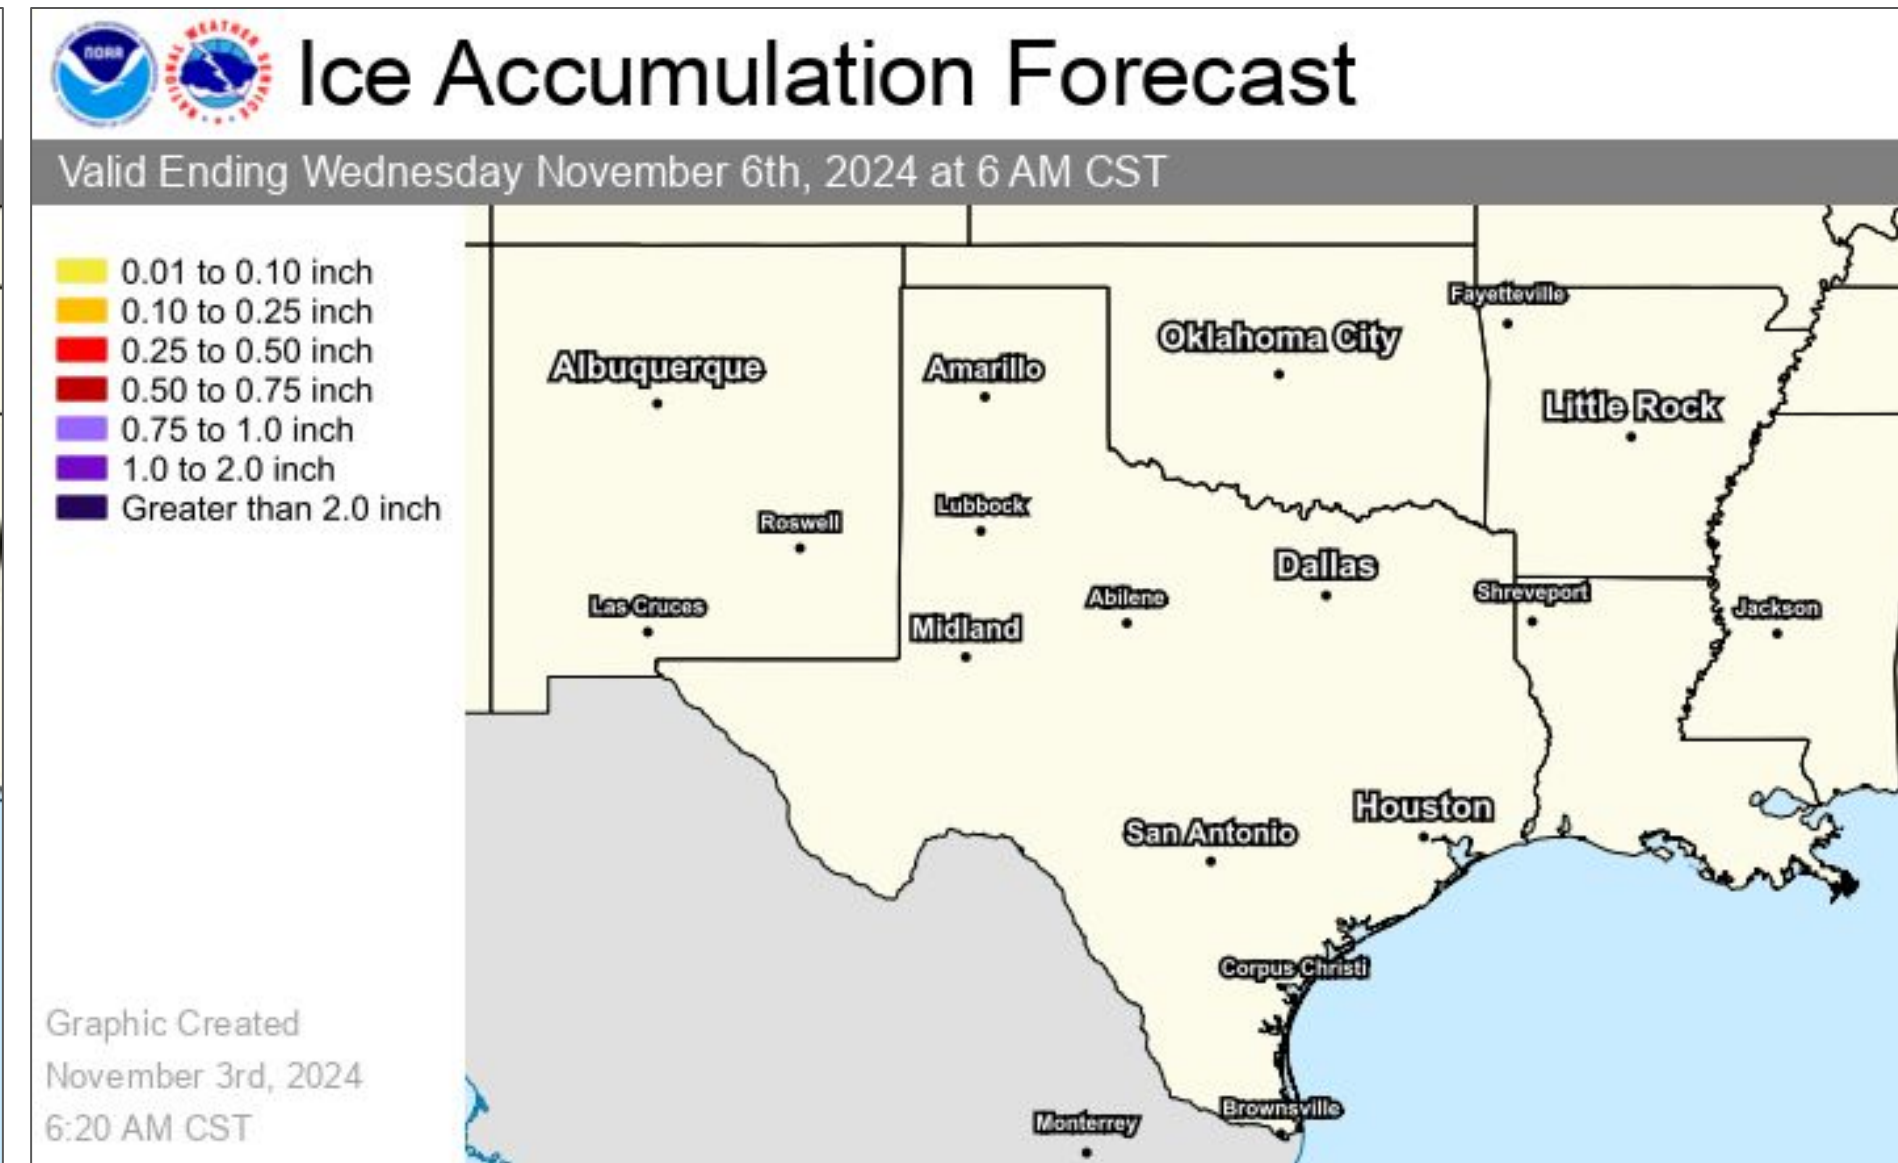 NOAA
NATIONAL WEATHER SERVICE
Ice Accumulation Forecast
Valid Ending Wednesday November 6th, 2024 at 6 AM CST
0.01 to 0.10 inch
0.10 to 0.25 inch
0.25 to 0.50 inch
0.50 to 0.75 inch
0.75 to 1.0 inch
1.0 to 2.0 inch
Greater than 2.0 inch
Fayetteville
Oklahoma City
Albuquerque
Amarillo
Little Rock
Lubbock
Roswell
Dallas
Shreveport
Abilene
Las Cruces
Jackson
Midland
Houston
San Antonio
Corpus Christi
Brownsville
Monterrey
Graphic Created
November 3rd, 2024
6:20 AM CST